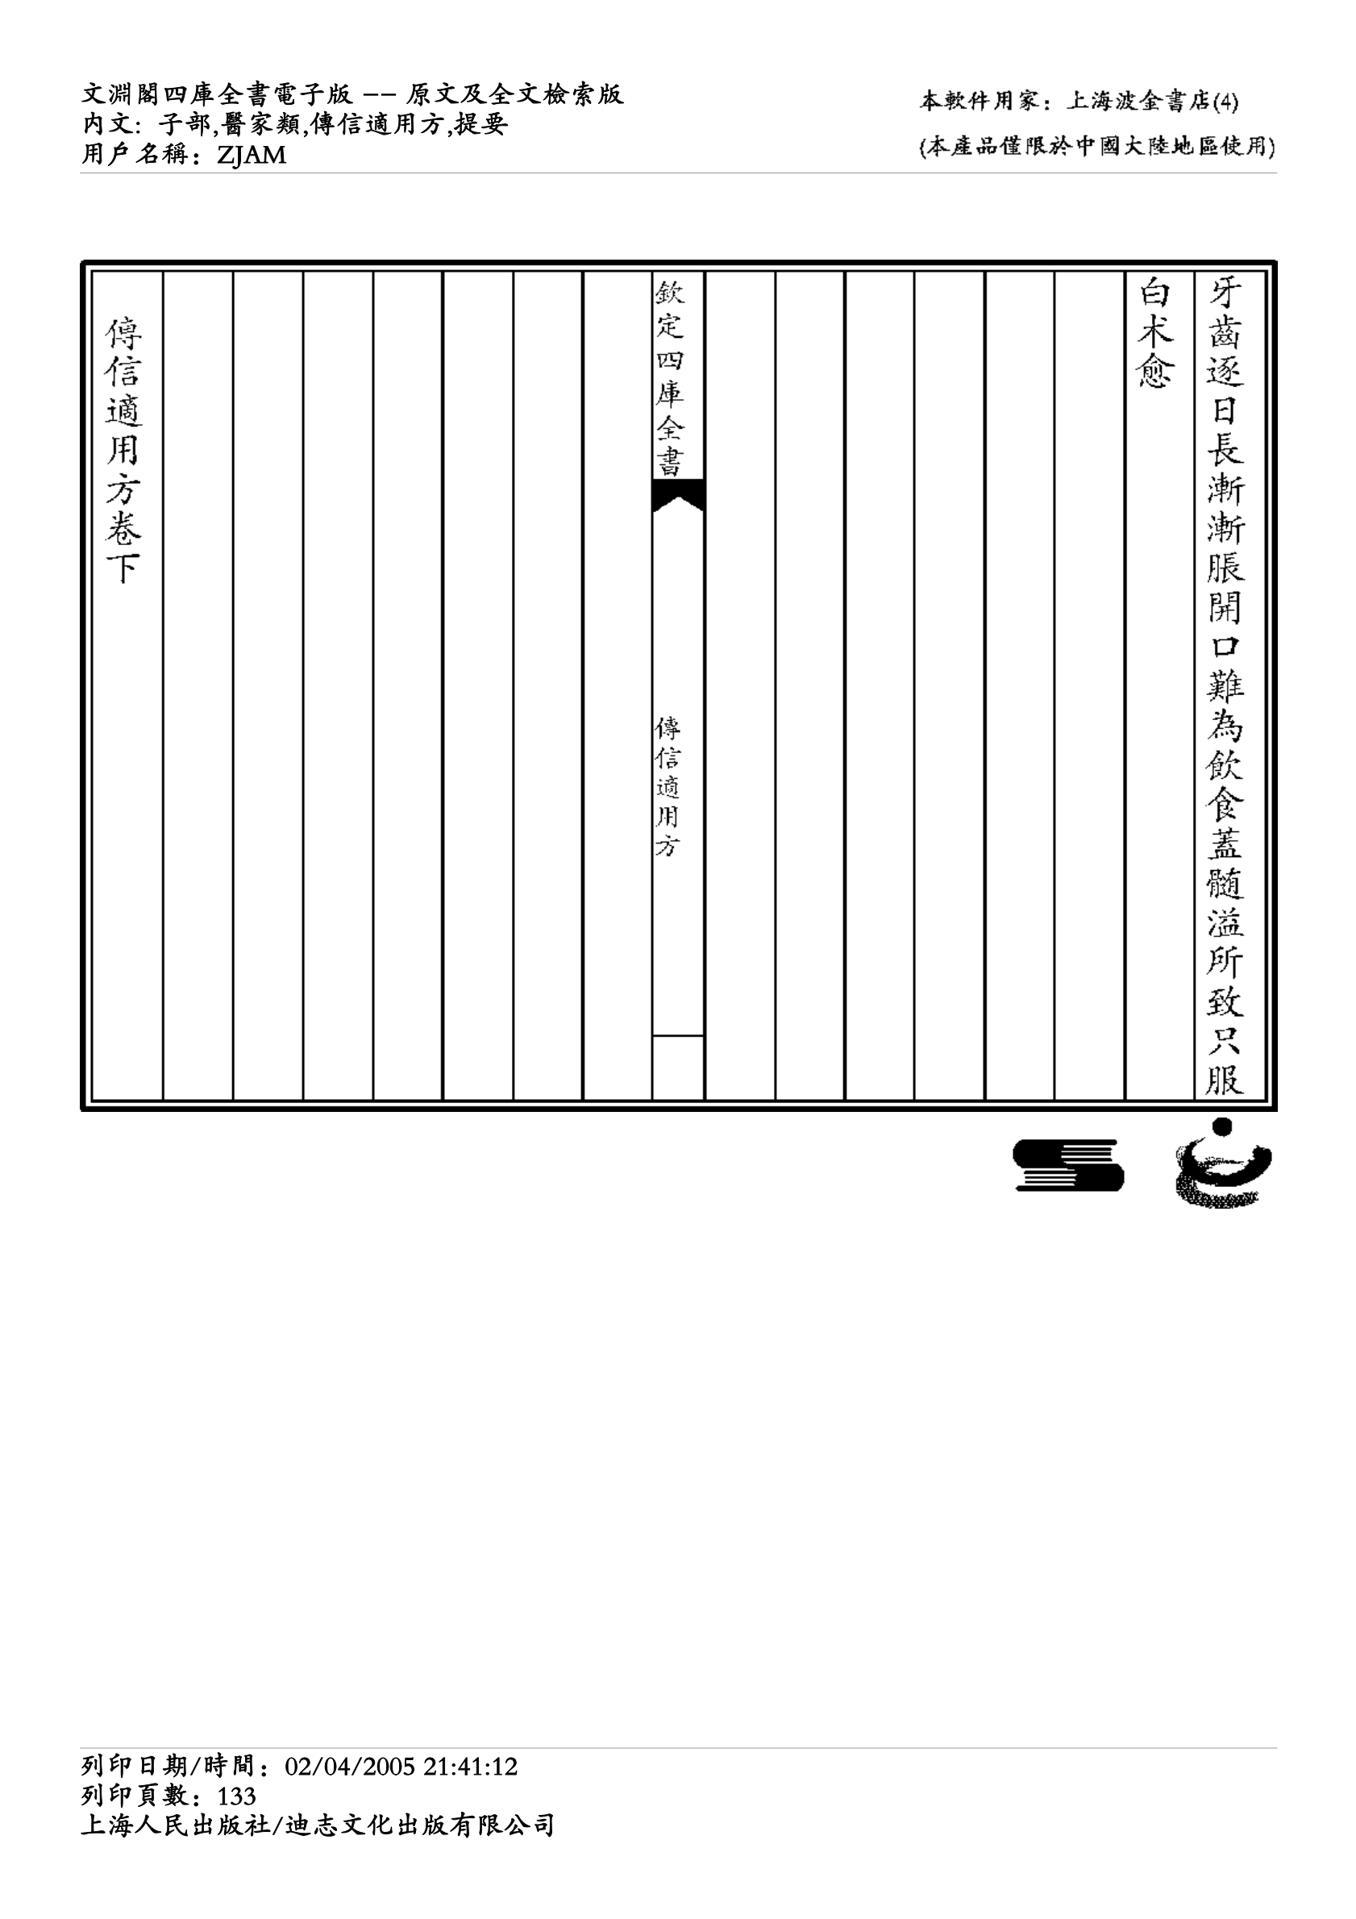 文淵閣四庫全書電子版 -- 原文及全文檢索版
內文: 子部,醫家類,傳信適用方,提要
用戶名稱: ZJAM
本軟件用家: 上海波金書店(4)
(本產品僅限於中國大陸地區使用)
牙齒逐日長漸漸脹開口難為飲食蓋髓溢所致只服
白术愈
欽定四庫全書
傳信適用方
傳信適用方卷下
列印日期/時間: 02/04/2005 21:41:12
列印頁數: 133
上海人民出版社/迪志文化出版有限公司